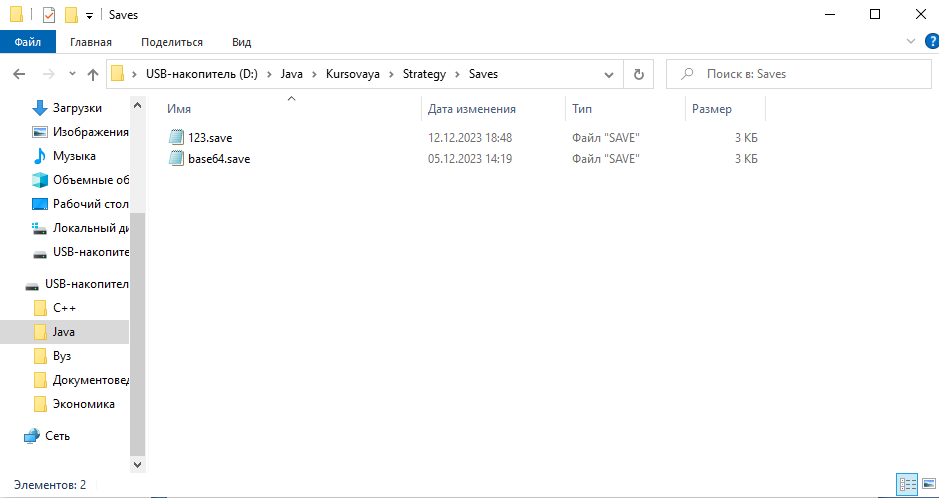 Saves
Файл Главная Поделиться Вид
USB-накопитель (D:) Java Kursovaya Strategy Saves Поиск в: Saves
Имя Дата изменения Тип Размер
123.save 12.12.2023 18:48 Файл "SAVE" 3 КБ
base64.save 05.12.2023 14:19 Файл "SAVE" 3 КБ
Загрузки
Изображения
Музыка
Объемные об
Рабочий стол
Локальный ди
USB-накопите
USB-накопител
C++
Java
Вуз
Документовед
Экономика
Сеть
Элементов: 2